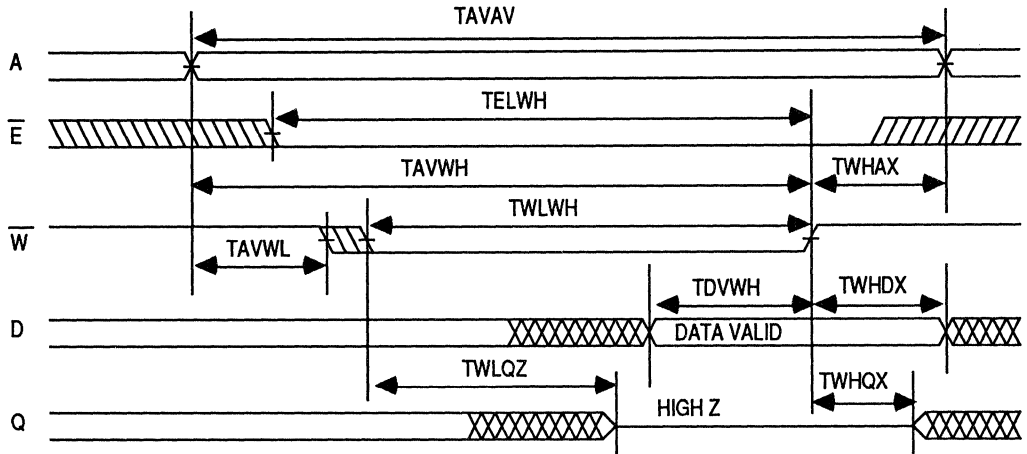 TAVAV
A
TELWH
E̅
TAVWH
TWHAX
TWLWH
W̅
TAVWL
TDVWH
TWHDX
D
DATA VALID
TWLQZ
TWHQX
HIGH Z
Q